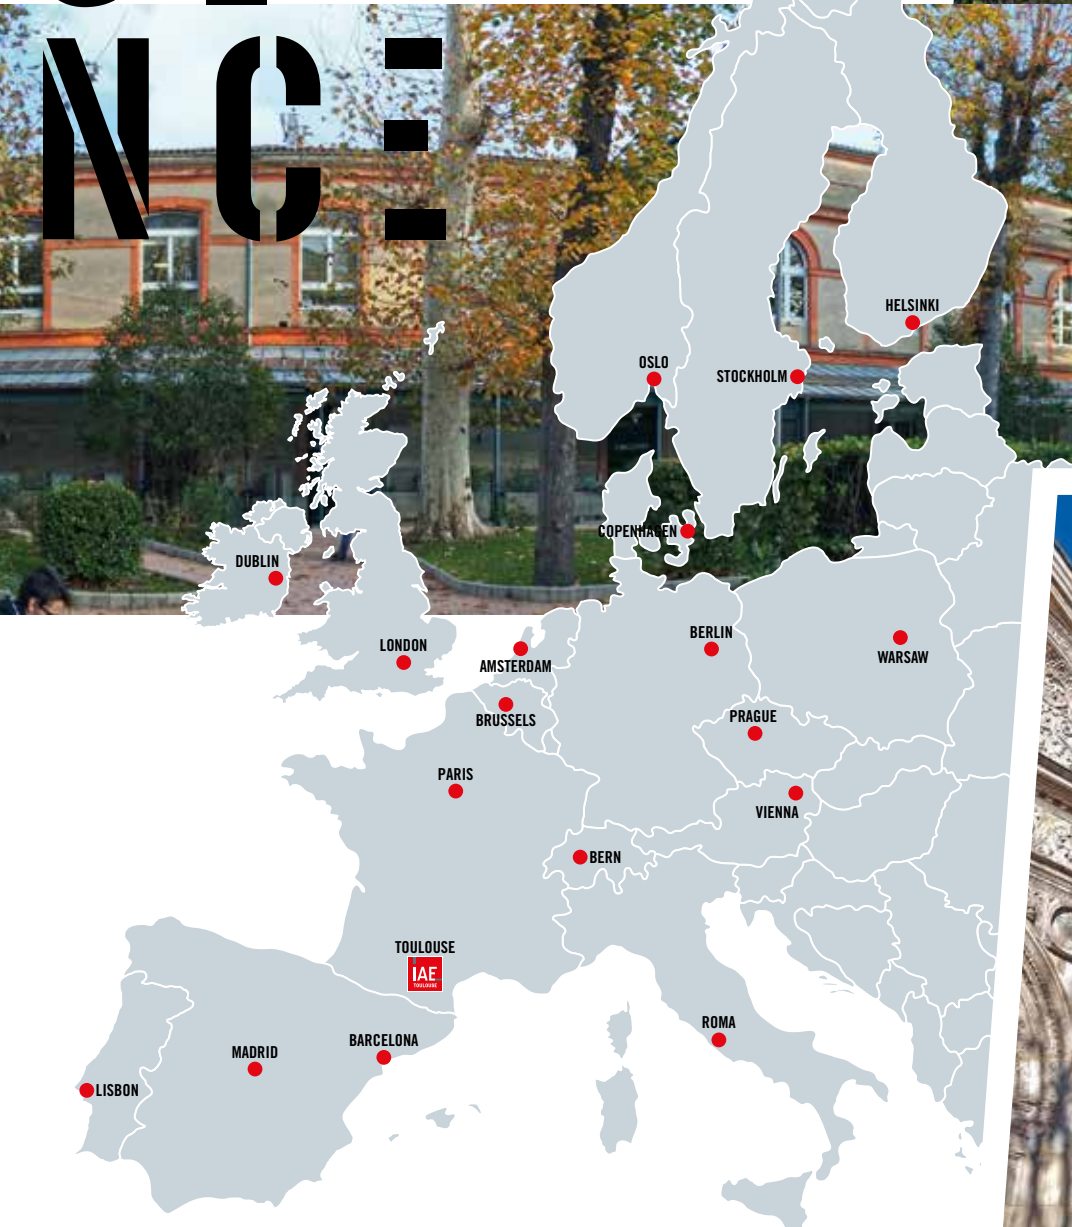 NCE
HELSINKI
OSLO
STOCKHOLM
COPENHAGEN
DUBLIN
BERLIN
LONDON
WARSAW
AMSTERDAM
PRAGUE
BRUSSELS
PARIS
VIENNA
BERN
TOULOUSE
IAE
TOULOUSE
ROMA
BARCELONA
MADRID
LISBON